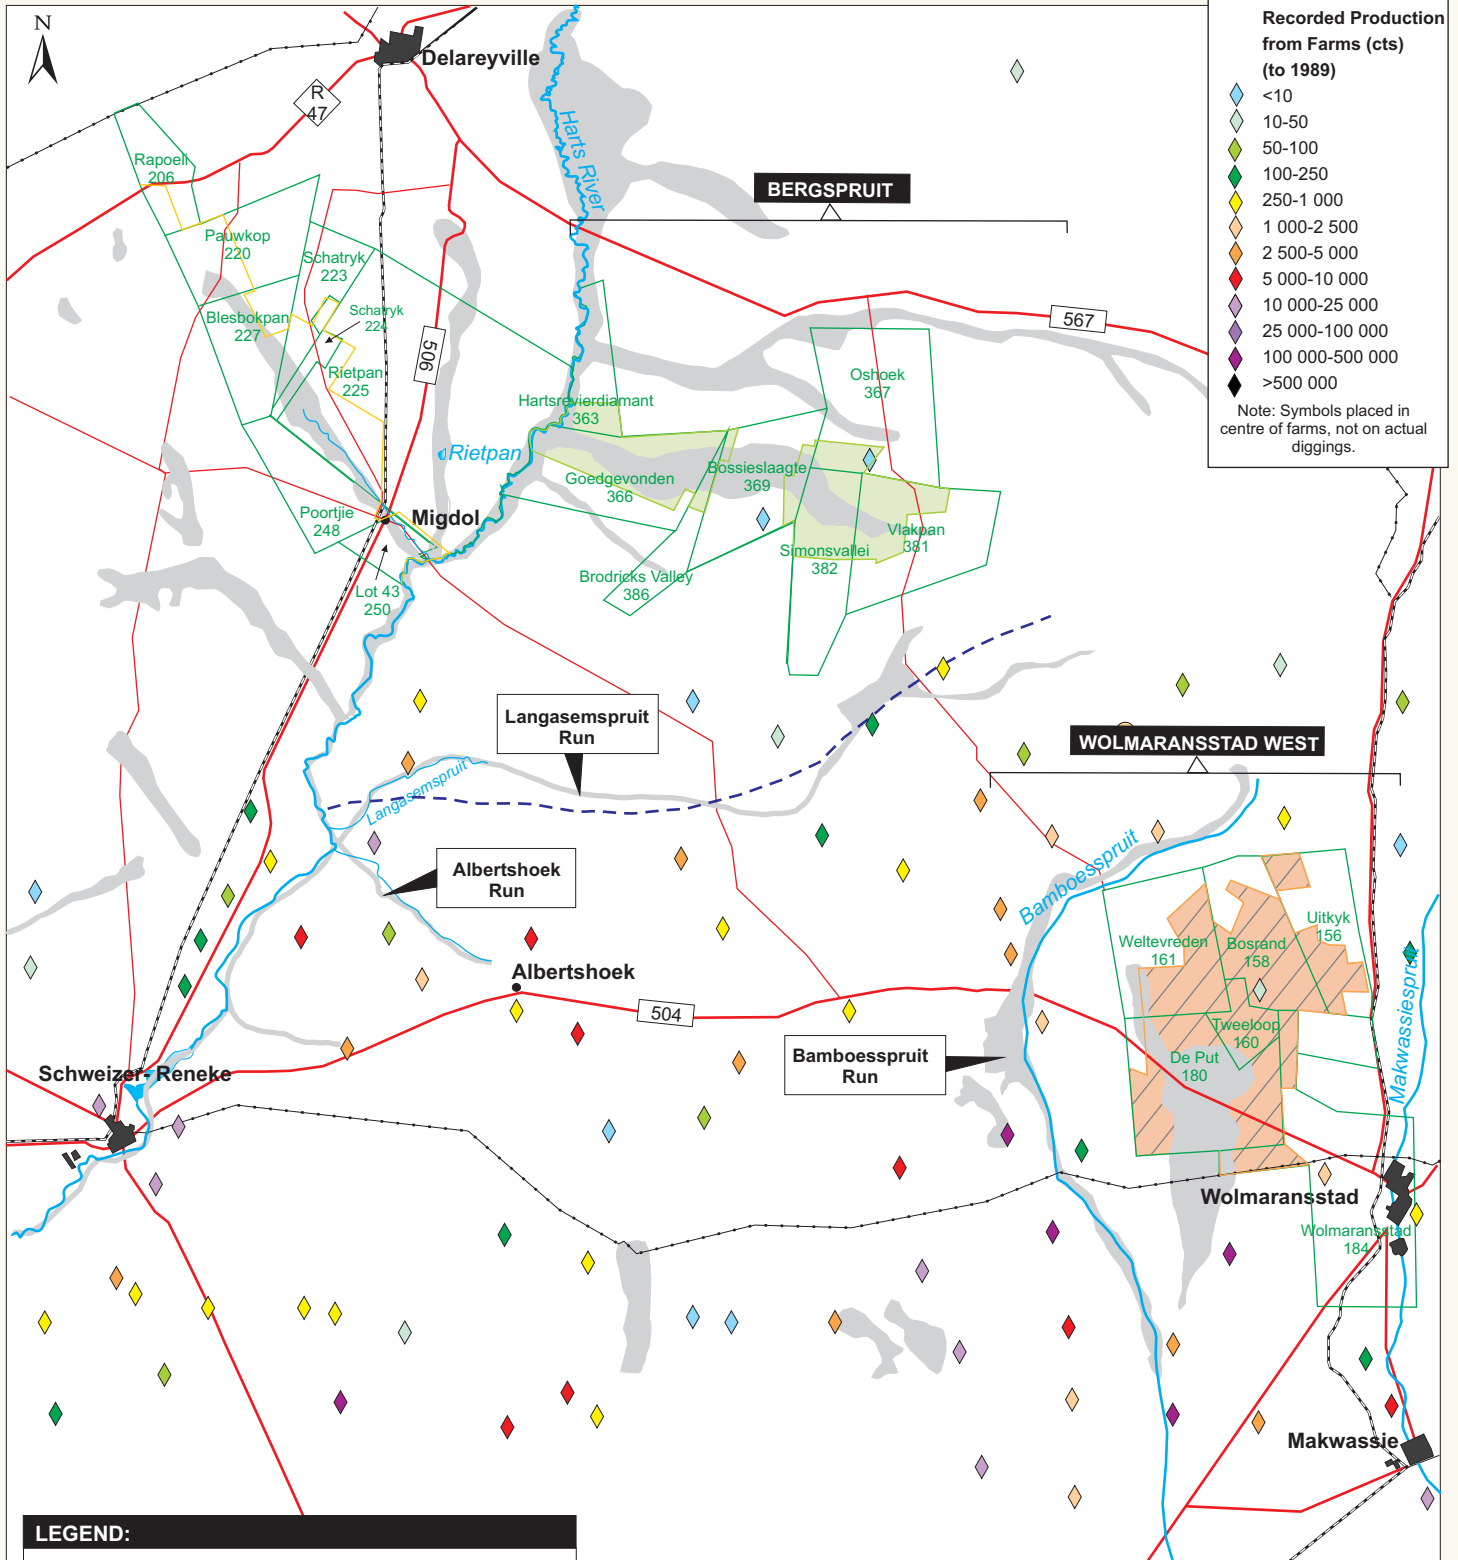 N
Delareyville
R
47
Harts River
BERGSPRUIT
Recorded Production
from Farms (cts)
(to 1989)
<10
10-50
50-100
100-250
250-1 000
1 000-2 500
2 500-5 000
5 000-10 000
10 000-25 000
25 000-100 000
100 000-500 000
>500 000
Note: Symbols placed in
centre of farms, not on actual
diggings.
Rapoeli
206
Pauwkop
220
Schatryk
223
Blesbokpan
227
Schatryk
224
Rietpan
225
506
567
Oshoek
367
Hartsrevierdiamant
363
Rietpan
Goedgevonden
366
Bossieslaagte
369
Poortjie
248
Migdol
Vlakpan
381
Simonsvallei
382
Brodricks Valley
386
Lot 43
250
Langasemspruit
Run
WOLMARANSSTAD WEST
Langasemspruit
Albertshoek
Run
Bamboesspruit
Uitkyk
156
Weltevreden
161
Bosrand
158
Albertshoek
504
Tweeloop
160
De Put
180
Makwassiespruit
Bamboesspruit
Run
Schweizer- Reneke
Wolmaransstad
Wolmaransstad
184
Makwassie
LEGEND: